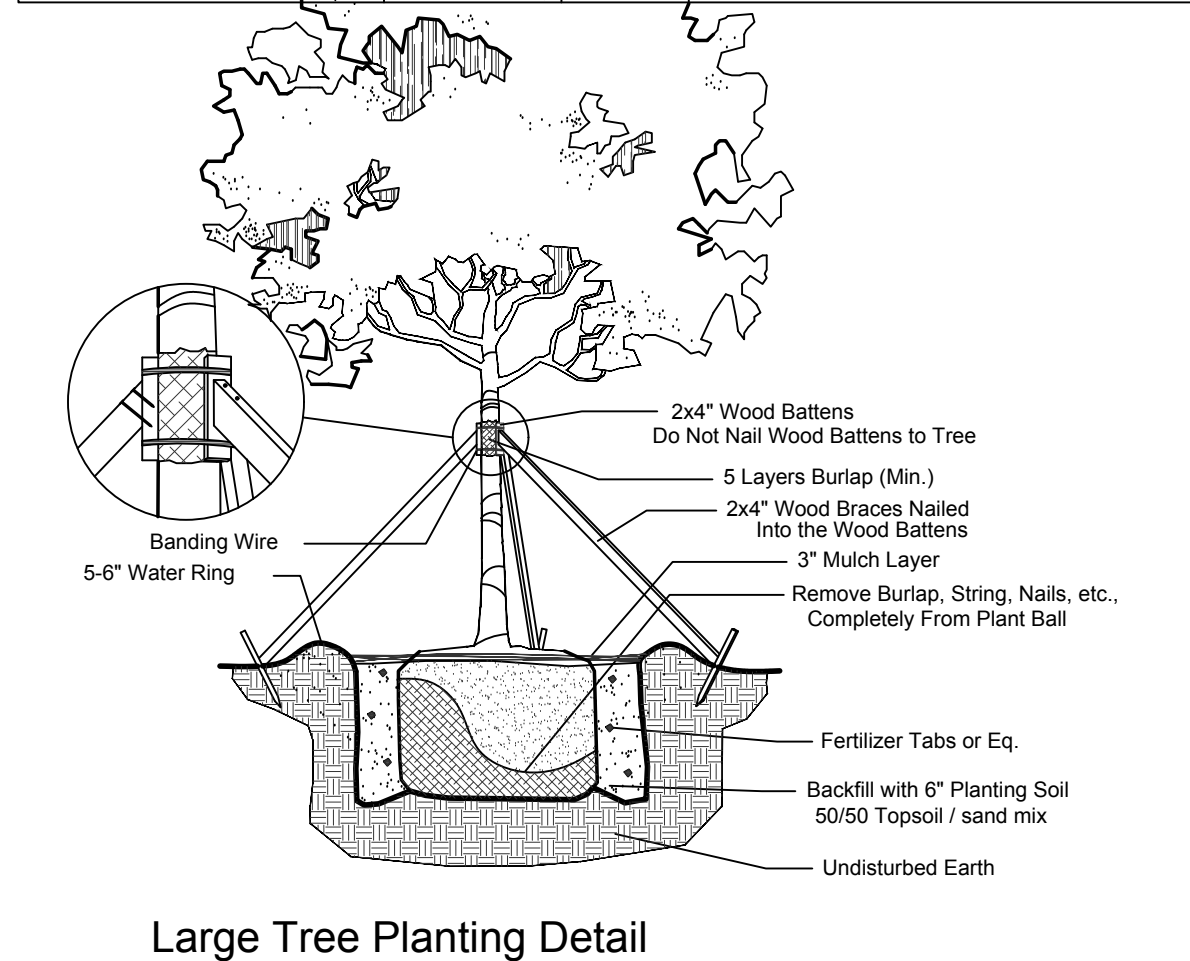 2x4" Wood Battens
Do Not Nail Wood Battens to Tree
5 Layers Burlap (Min.)
2x4" Wood Braces Nailed
Into the Wood Battens
Banding Wire
3" Mulch Layer
5-6" Water Ring
Remove Burlap, String, Nails, etc.,
Completely From Plant Ball
Fertilizer Tabs or Eq.
Backfill with 6" Planting Soil
50/50 Topsoil / sand mix
Undisturbed Earth
Large Tree Planting Detail